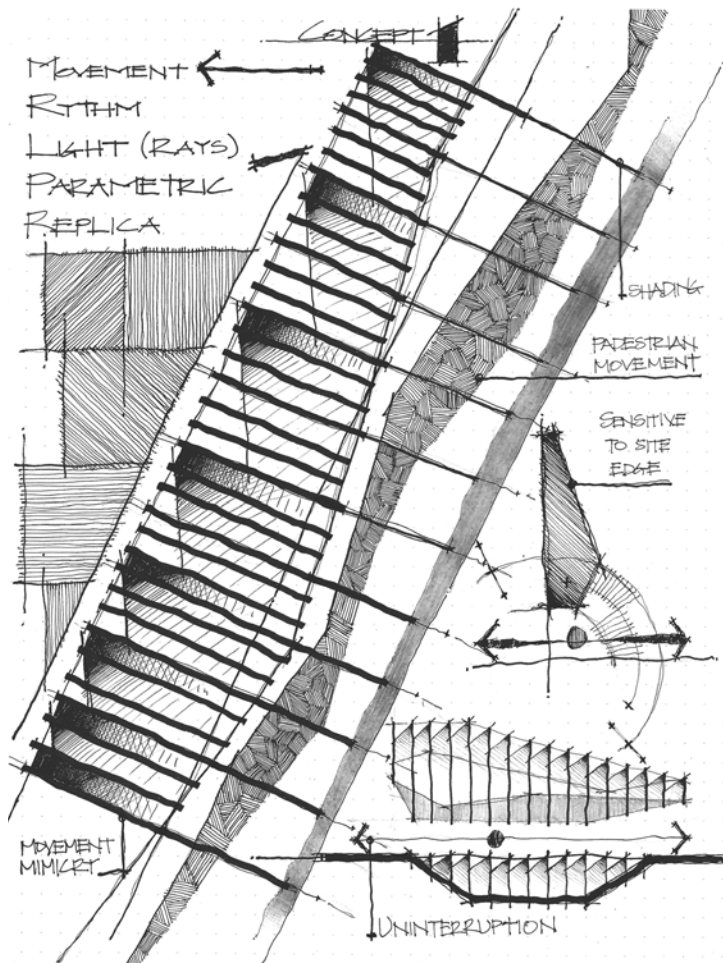 CONCEPT
MOVEMENT
RYTHM
LIGHT (RAYS)
PARAMETRIC
REPLICA
SHADING
PADESTRIAN
MOVEMENT
SENSITIVE
TO SITE
EDGE
MOVEMENT
MIMICRY
UNINTERRUPTION